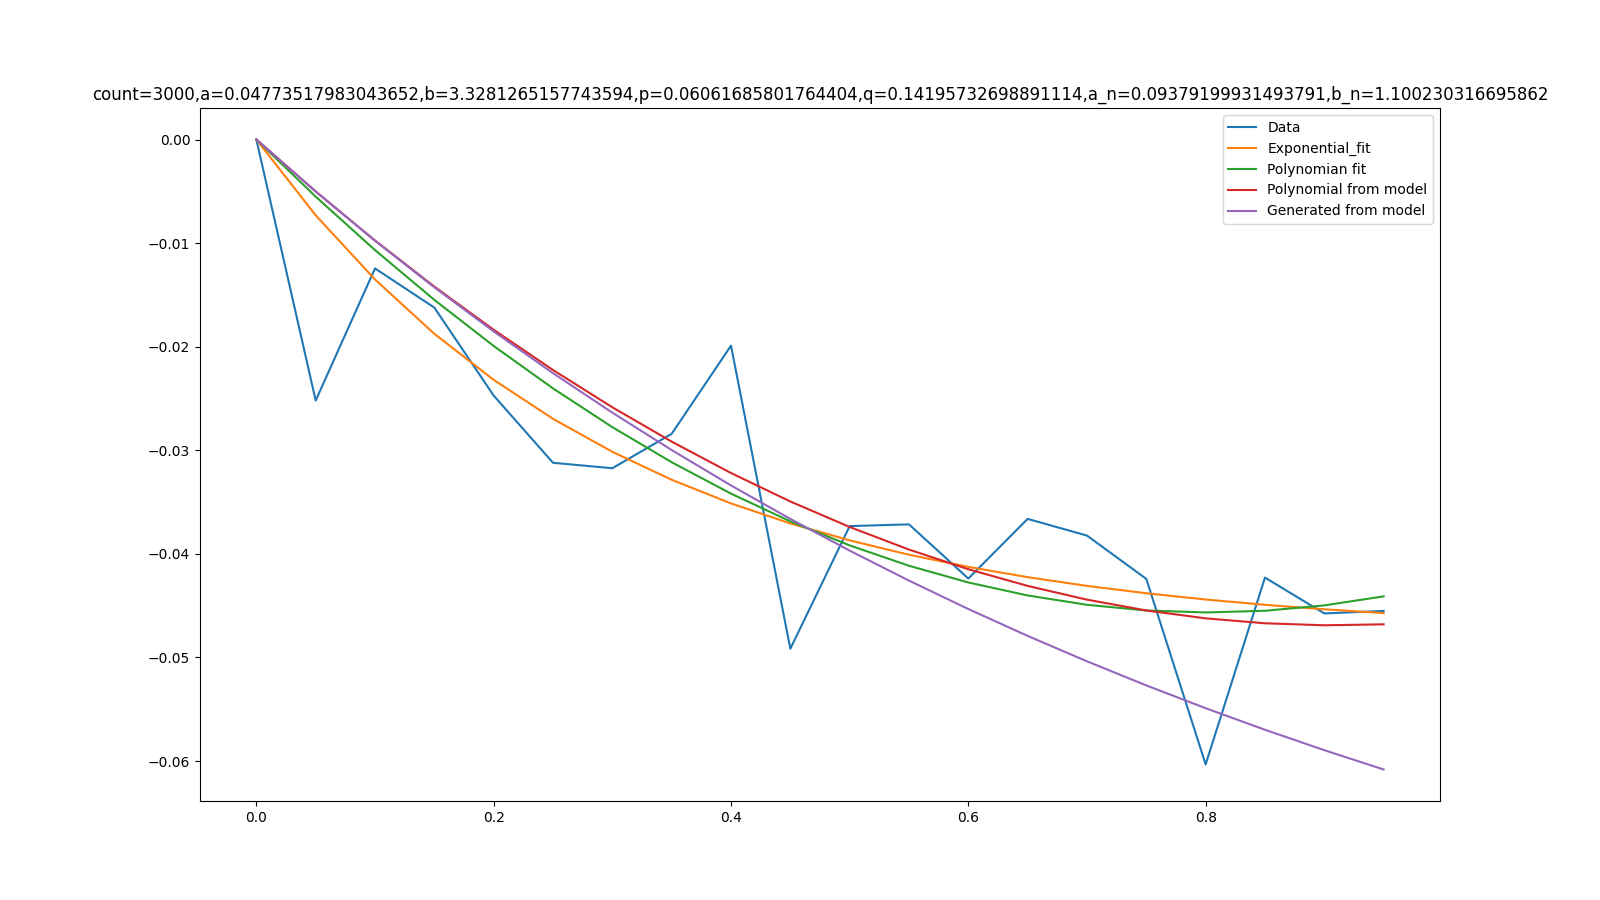 count=3000,a=0.04773517983043652,b=3.3281265157743594,p=0.06061685801764404,q=0.14195732698891114,a_n=0.09379199931493791,b_n=1.100230316695862
Data
Exponential_fit
Polynomian fit
Polynomial from model
Generated from model
0.00
−0.01
−0.02
−0.03
−0.04
−0.05
−0.06
0.0 0.2 0.4 0.6 0.8